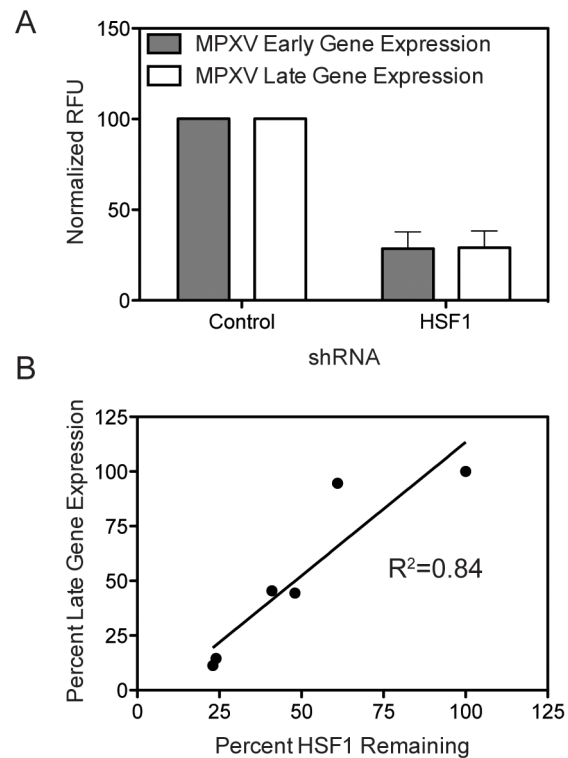 A
150
100
50
0
Normalized RFU
MPXV Early Gene Expression
MPXV Late Gene Expression
Control
HSF1
shRNA
B
125
100
75
50
25
0
Percent Late Gene Expression
R²=0.84
0
25
50
75
100
125
Percent HSF1 Remaining